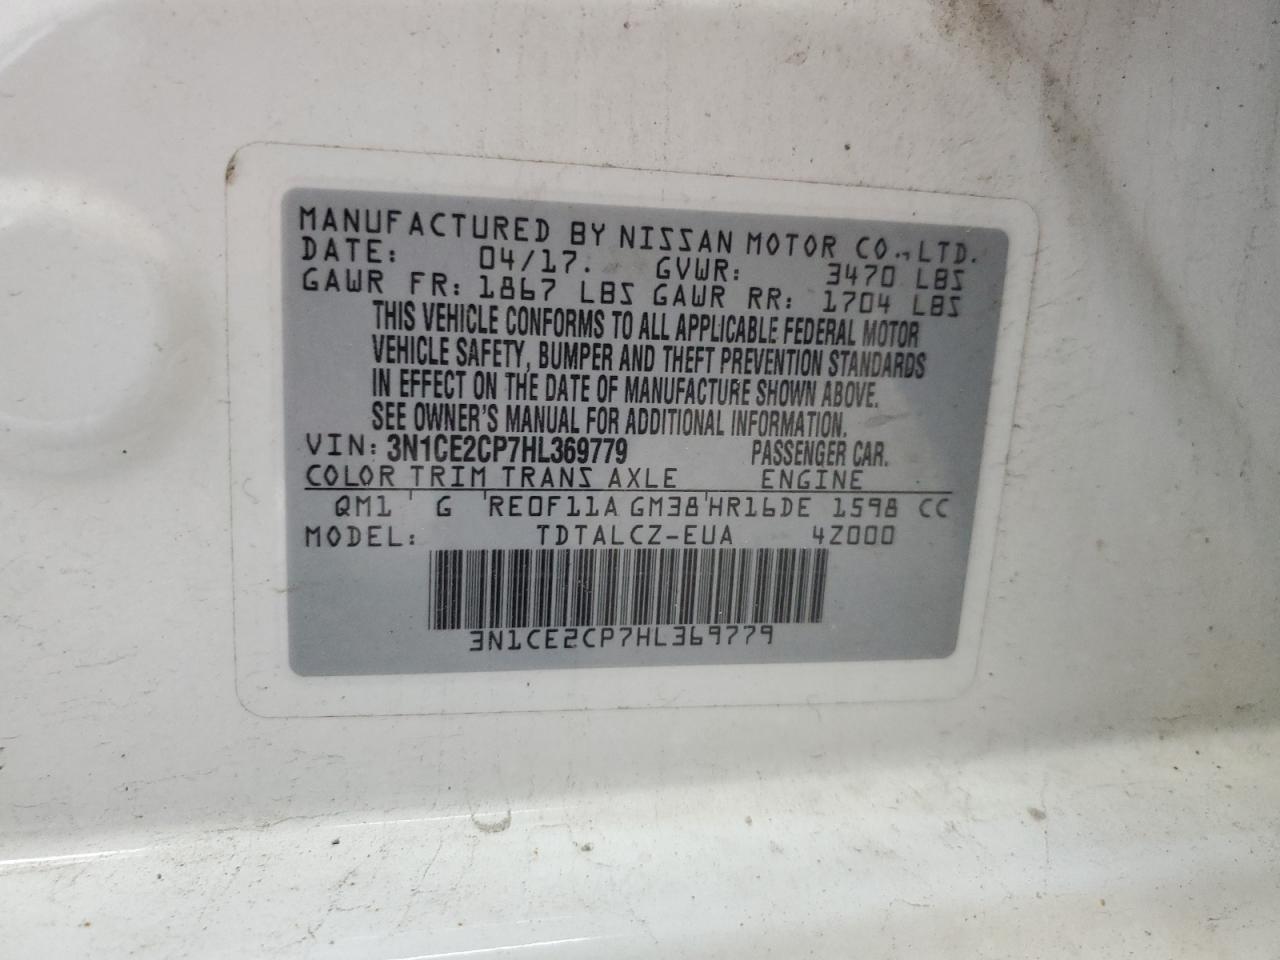 MANUFACTURED BY NISSAN MOTOR CO., LTD.
DATE: 04/17. GVWR: 3470 LBS
GAWR FR: 1867 LBS GAWR RR: 1704 LBS
THIS VEHICLE CONFORMS TO ALL APPLICABLE FEDERAL MOTOR
VEHICLE SAFETY, BUMPER AND THEFT PREVENTION STANDARDS
IN EFFECT ON THE DATE OF MANUFACTURE SHOWN ABOVE.
SEE OWNER'S MANUAL FOR ADDITIONAL INFORMATION.
VIN: 3N1CE2CP7HL369779 PASSENGER CAR.
COLOR TRIM TRANS AXLE ENGINE
QM1 ' G 'RE0F11A GM38'HR16DE 1598 CC
MODEL: TDTALCZ-EUA 4Z000
3N1CE2CP7HL369779